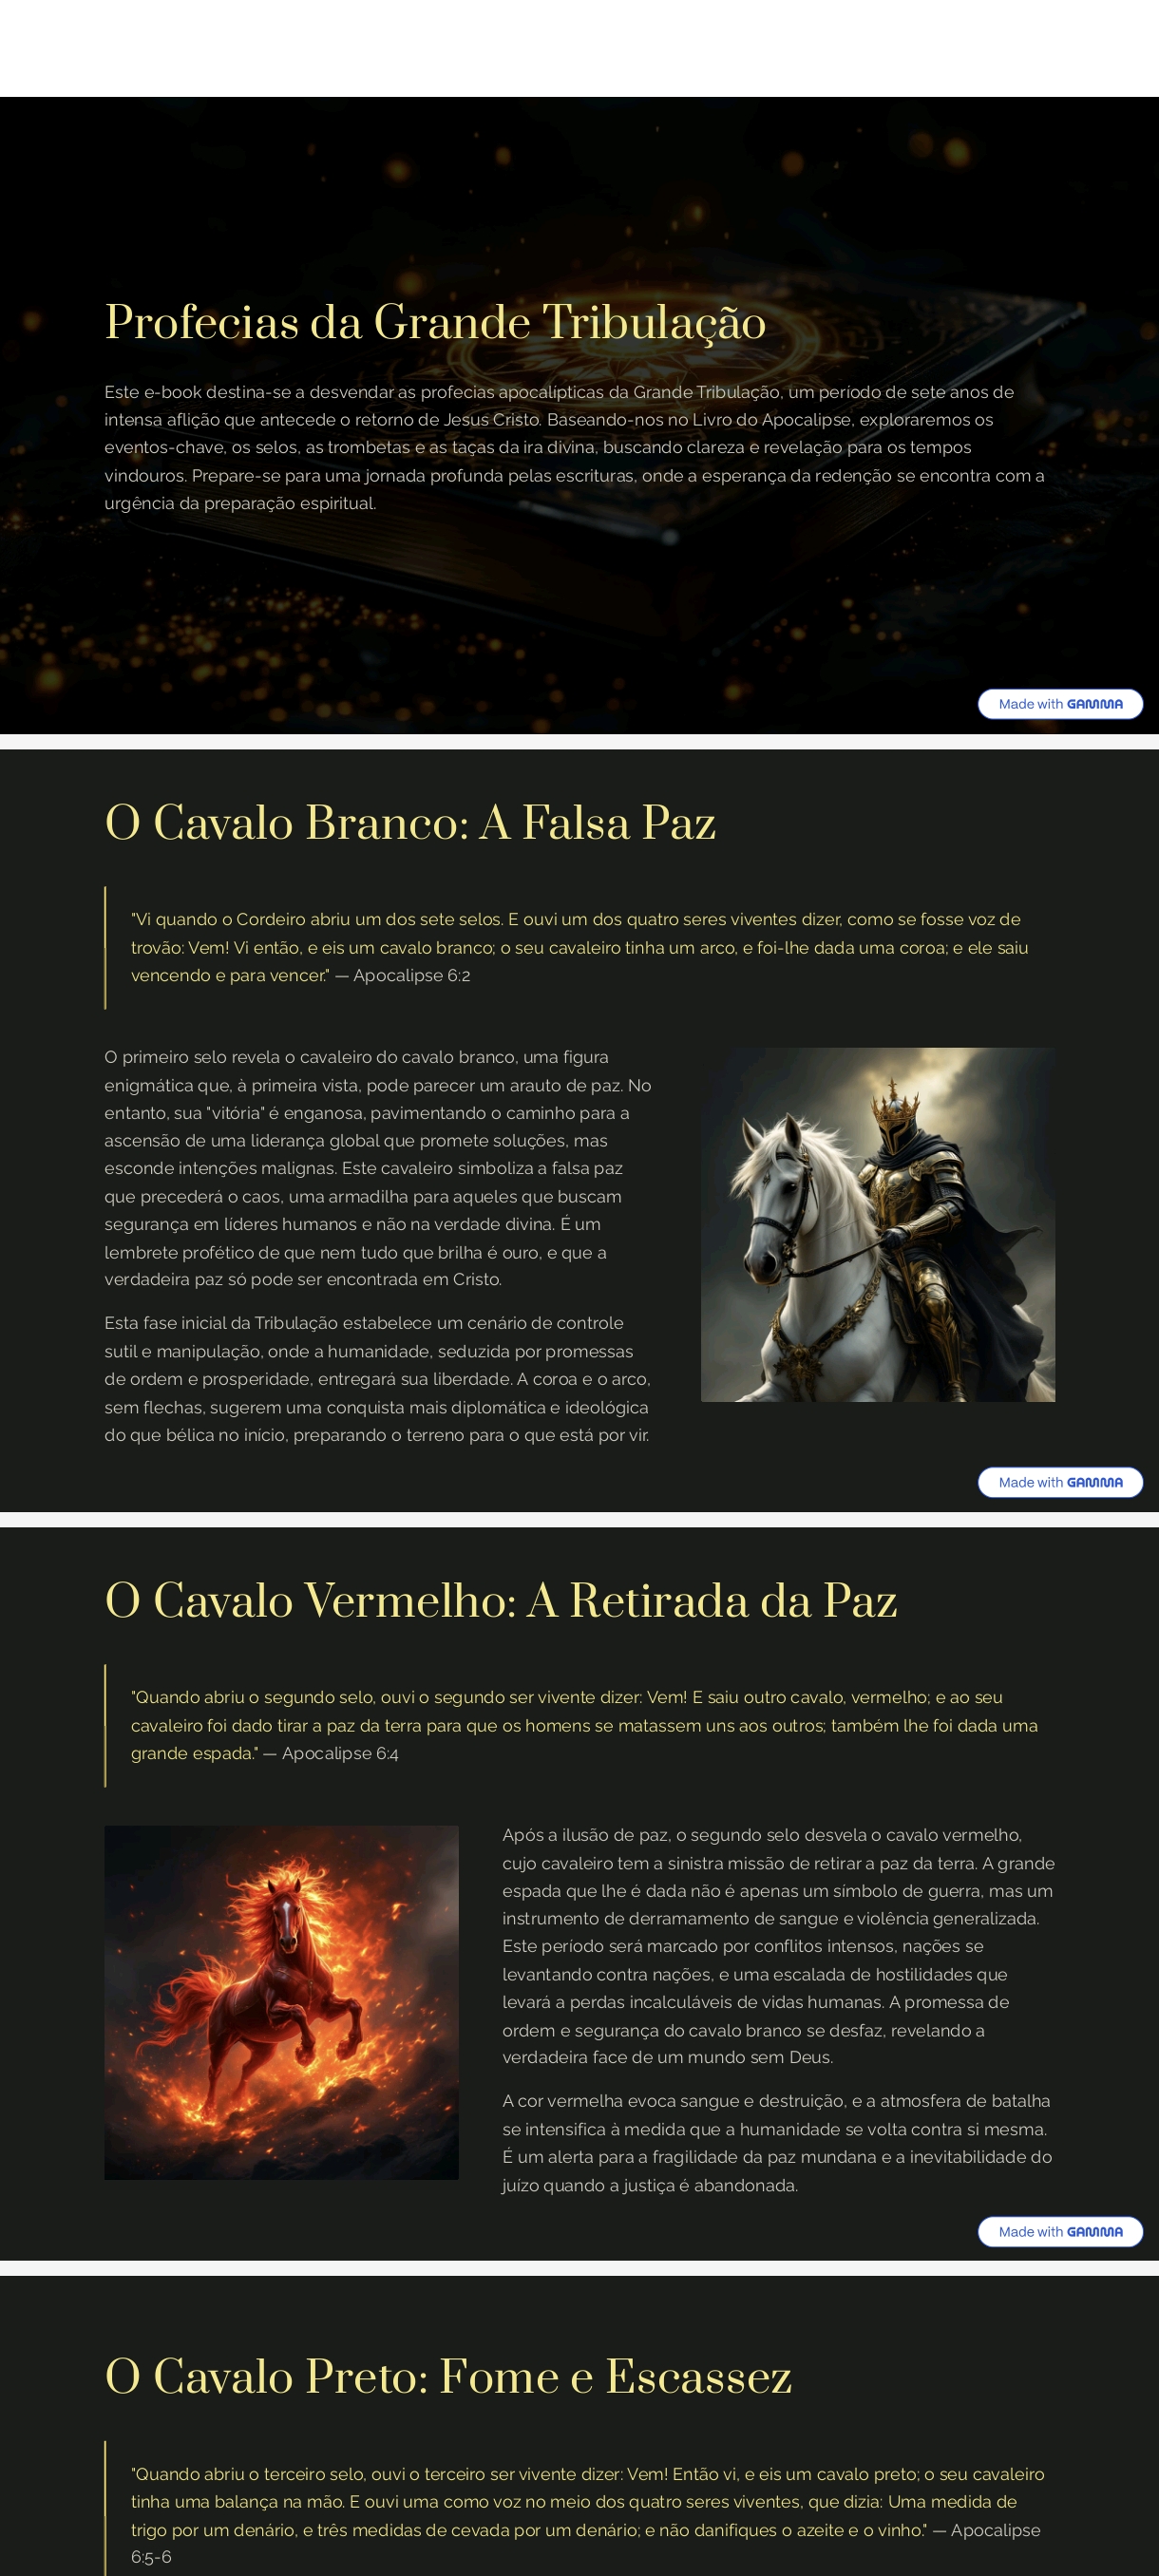 Profecias da Grande Tribulação
Este e-book destina-se a desvendar as profecias apocalípticas da Grande Tribulação, um período de sete anos de
intensa aflição que antecede o retorno de Jesus Cristo. Baseando-nos no Livro do Apocalipse, exploraremos os
eventos-chave, os selos, as trombetas e as taças da ira divina, buscando clareza e revelação para os tempos
vindouros. Prepare-se para uma jornada profunda pelas escrituras, onde a esperança da redenção se encontra com a
urgência da preparação espiritual.
Made with GAMMA
O Cavalo Branco: A Falsa Paz
"Vi quando o Cordeiro abriu um dos sete selos. E ouvi um dos quatro seres viventes dizer, como se fosse voz de
trovão: Vem! Vi então, e eis um cavalo branco; o seu cavaleiro tinha um arco, e foi-lhe dada uma coroa; e ele saiu
vencendo e para vencer." — Apocalipse 6:2
O primeiro selo revela o cavaleiro do cavalo branco, uma figura
enigmática que, à primeira vista, pode parecer um arauto de paz. No
entanto, sua "vitória" é enganosa, pavimentando o caminho para a
ascensão de uma liderança global que promete soluções, mas
esconde intenções malignas. Este cavaleiro simboliza a falsa paz
que precederá o caos, uma armadilha para aqueles que buscam
segurança em líderes humanos e não na verdade divina. É um
lembrete profético de que nem tudo que brilha é ouro, e que a
verdadeira paz só pode ser encontrada em Cristo.
Esta fase inicial da Tribulação estabelece um cenário de controle
sutil e manipulação, onde a humanidade, seduzida por promessas
de ordem e prosperidade, entregará sua liberdade. A coroa e o arco,
sem flechas, sugerem uma conquista mais diplomática e ideológica
do que bélica no início, preparando o terreno para o que está por vir.
Made with GAMMA
O Cavalo Vermelho: A Retirada da Paz
"Quando abriu o segundo selo, ouvi o segundo ser vivente dizer: Vem! E saiu outro cavalo, vermelho; e ao seu
cavaleiro foi dado tirar a paz da terra para que os homens se matassem uns aos outros; também lhe foi dada uma
grande espada." — Apocalipse 6:4
Após a ilusão de paz, o segundo selo desvela o cavalo vermelho,
cujo cavaleiro tem a sinistra missão de retirar a paz da terra. A grande
espada que lhe é dada não é apenas um símbolo de guerra, mas um
instrumento de derramamento de sangue e violência generalizada.
Este período será marcado por conflitos intensos, nações se
levantando contra nações, e uma escalada de hostilidades que
levará a perdas incalculáveis de vidas humanas. A promessa de
ordem e segurança do cavalo branco se desfaz, revelando a
verdadeira face de um mundo sem Deus.
A cor vermelha evoca sangue e destruição, e a atmosfera de batalha
se intensifica à medida que a humanidade se volta contra si mesma.
É um alerta para a fragilidade da paz mundana e a inevitabilidade do
juízo quando a justiça é abandonada.
Made with GAMMA
O Cavalo Preto: Fome e Escassez
"Quando abriu o terceiro selo, ouvi o terceiro ser vivente dizer: Vem! Então vi, e eis um cavalo preto; o seu cavaleiro
tinha uma balança na mão. E ouvi uma como voz no meio dos quatro seres viventes, que dizia: Uma medida de
trigo por um denário, e três medidas de cevada por um denário; e não danifiques o azeite e o vinho." — Apocalipse
6:5-6